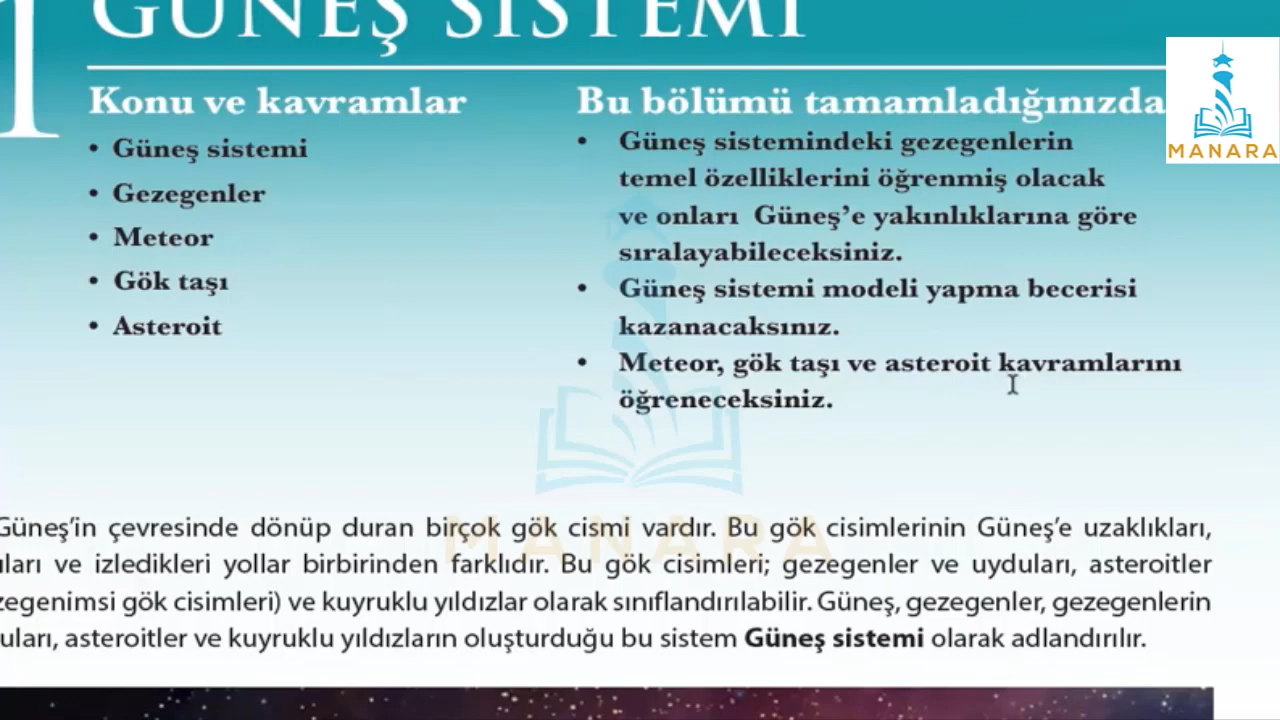 1
GÜNEŞ SİSTEMİ
Konu ve kavramlar
• Güneş sistemi
• Gezegenler
• Meteor
• Gök taşı
• Asteroit
Bu bölümü tamamladığınızda
• Güneş sistemindeki gezegenlerin
temel özelliklerini öğrenmiş olacak
ve onları Güneş’e yakınlıklarına göre
sıralayabileceksiniz.
• Güneş sistemi modeli yapma becerisi
kazanacaksınız.
• Meteor, gök taşı ve asteroit kavramlarını
öğreneceksiniz.
MANARA
MANARA
Güneş’in çevresinde dönüp duran birçok gök cismi vardır. Bu gök cisimlerinin Güneş’e uzaklıkları,
ve izledikleri yollar birbirinden farklıdır. Bu gök cisimleri; gezegenler ve uyduları, asteroitler
gök cisimleri) ve kuyruklu yıldızlar olarak sınıflandırılabilir. Güneş, gezegenler, gezegenlerin
asteroitler ve kuyruklu yıldızların oluşturduğu bu sistem Güneş sistemi olarak adlandırılır.